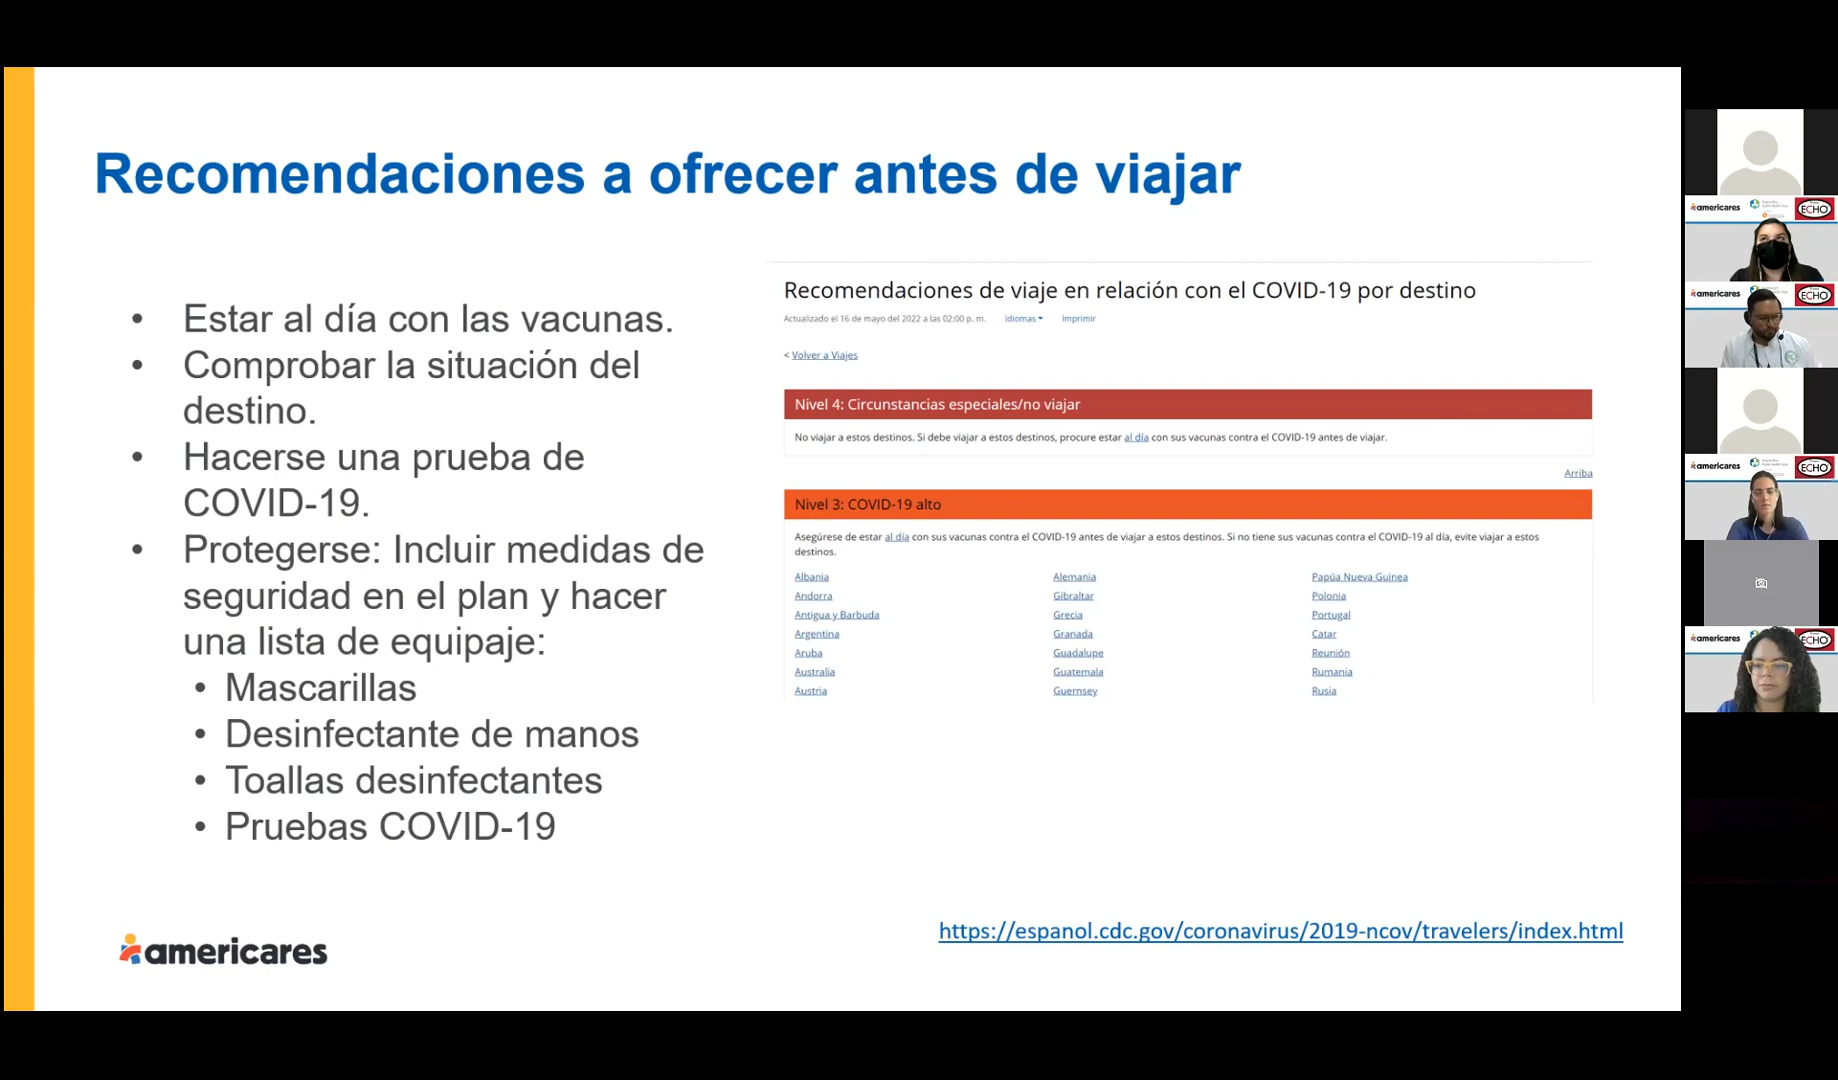 Recomendaciones a ofrecer antes de viajar
• Estar al día con las vacunas.
• Comprobar la situación del
destino.
• Hacerse una prueba de
COVID-19.
• Protegerse: Incluir medidas de
seguridad en el plan y hacer
una lista de equipaje:
• Mascarillas
• Desinfectante de manos
• Toallas desinfectantes
• Pruebas COVID-19
americares
Recomendaciones de viaje en relación con el COVID-19 por destino
Actualizado el 16 de mayo del 2022 a las 02:00 p. m. Idiomas Imprimir
< Volver a Viajes
Nivel 4: Circunstancias especiales/no viajar
No viajar a estos destinos. Si debe viajar a estos destinos, procure estar al día con sus vacunas contra el COVID-19 antes de viajar.
Arriba
Nivel 3: COVID-19 alto
Asegúrese de estar al día con sus vacunas contra el COVID-19 antes de viajar a estos destinos. Si no tiene sus vacunas contra el COVID-19 al día, evite viajar a estos
destinos.
Albania Alemania Papúa Nueva Guinea
Andorra Gibraltar Polonia
Antigua y Barbuda Grecia Portugal
Argentina Granada Catar
Aruba Guadalupe Reunión
Australia Guatemala Rumania
Austria Guernsey Rusia
https://espanol.cdc.gov/coronavirus/2019-ncov/travelers/index.html
americares ECHO
americares ECHO
americares ECHO
americares ECHO